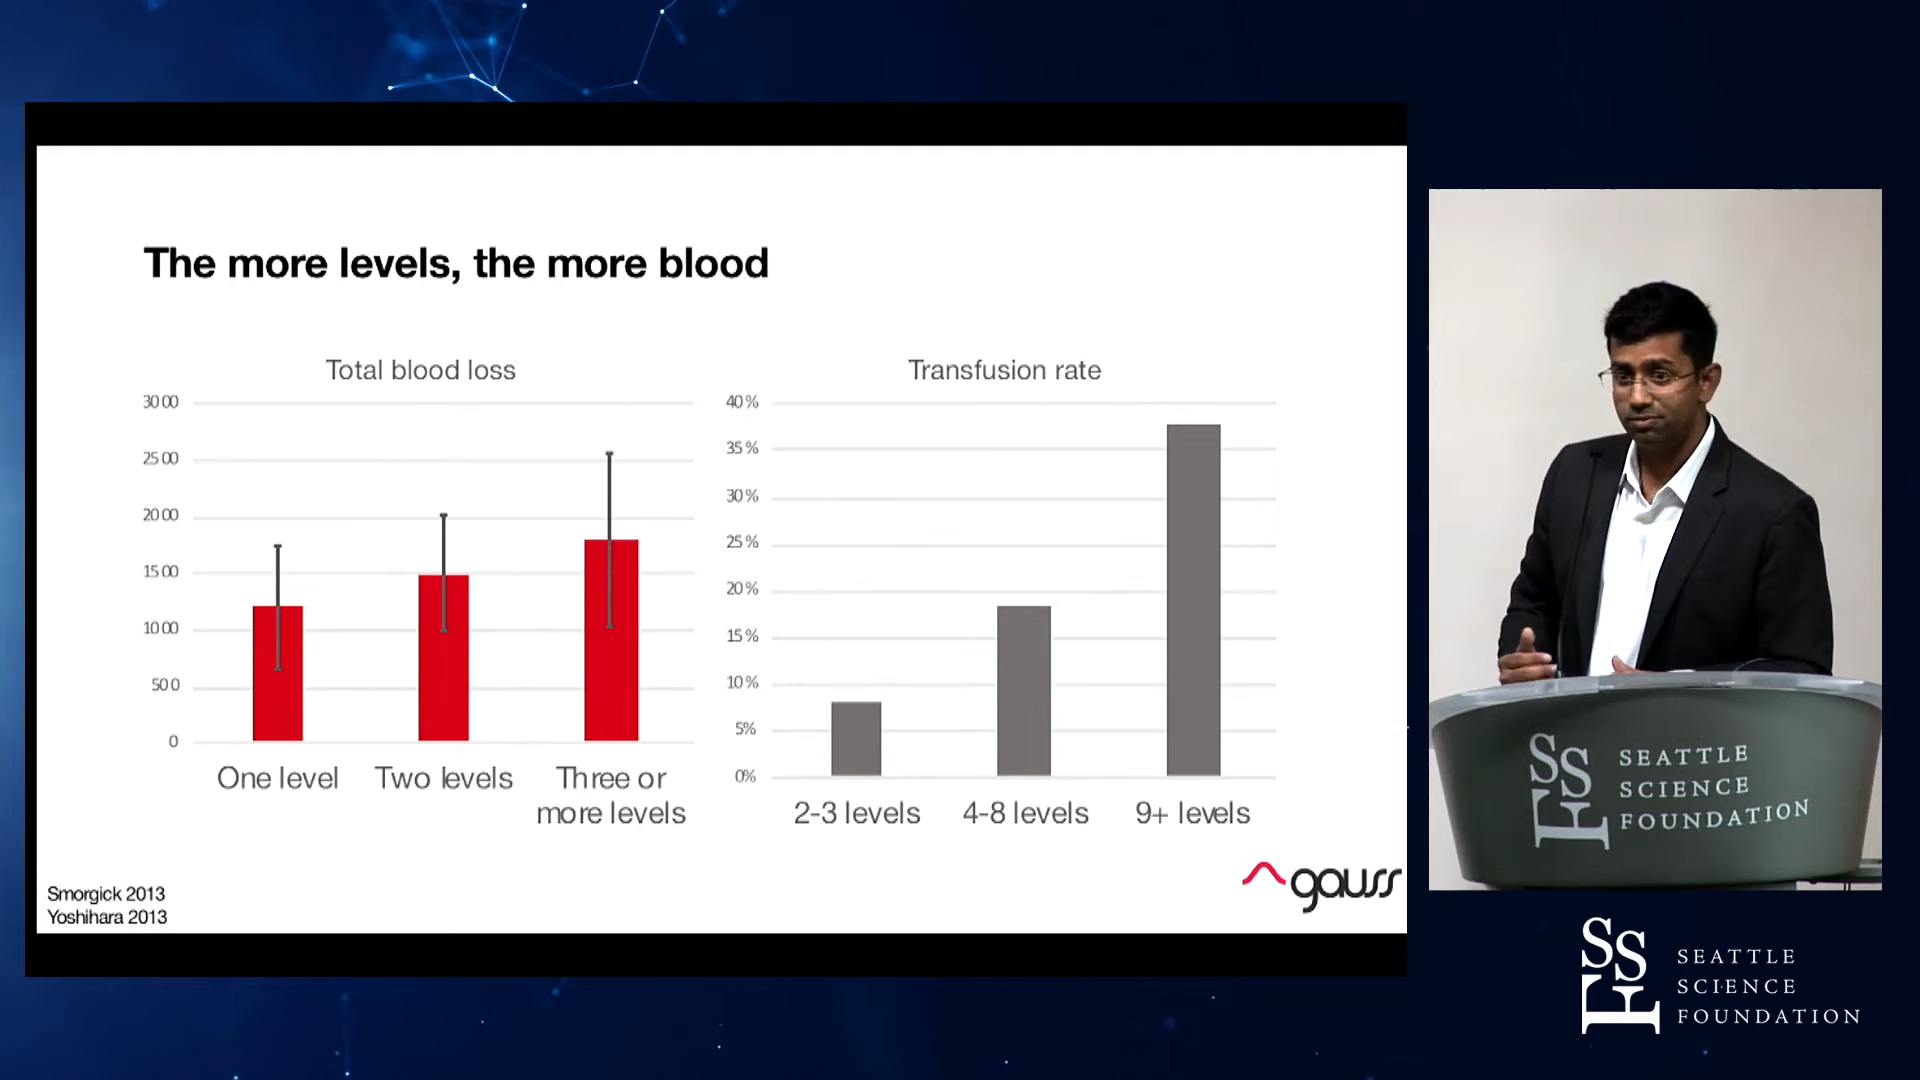 The more levels, the more blood
Total blood loss
3000
2500
2000
1500
1000
500
0
One level
Two levels
Three or
more levels
Transfusion rate
40%
35%
30%
25%
20%
15%
10%
5%
0%
2-3 levels
4-8 levels
9+ levels
Smorgick 2013
Yoshihara 2013
gauss
SSF
SEATTLE
SCIENCE
FOUNDATION
SSF
SEATTLE
SCIENCE
FOUNDATION